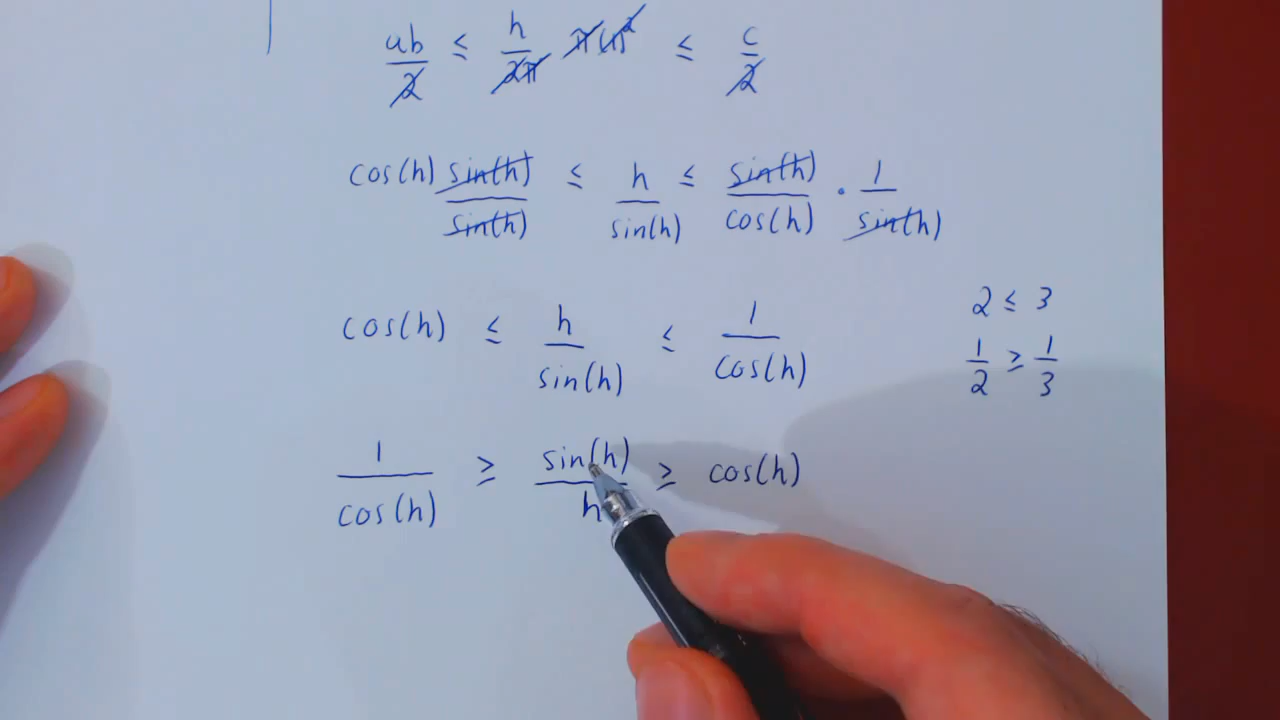 ab/2 ≤ h/2π π(1)² ≤ c/2
cos(h) sin(h)/sin(h) ≤ h/sin(h) ≤ sin(h)/cos(h) · 1/sin(h)
cos(h) ≤ h/sin(h) ≤ 1/cos(h)
2 ≤ 3
1/2 ≥ 1/3
1/cos(h) ≥ sin(h)/h ≥ cos(h)